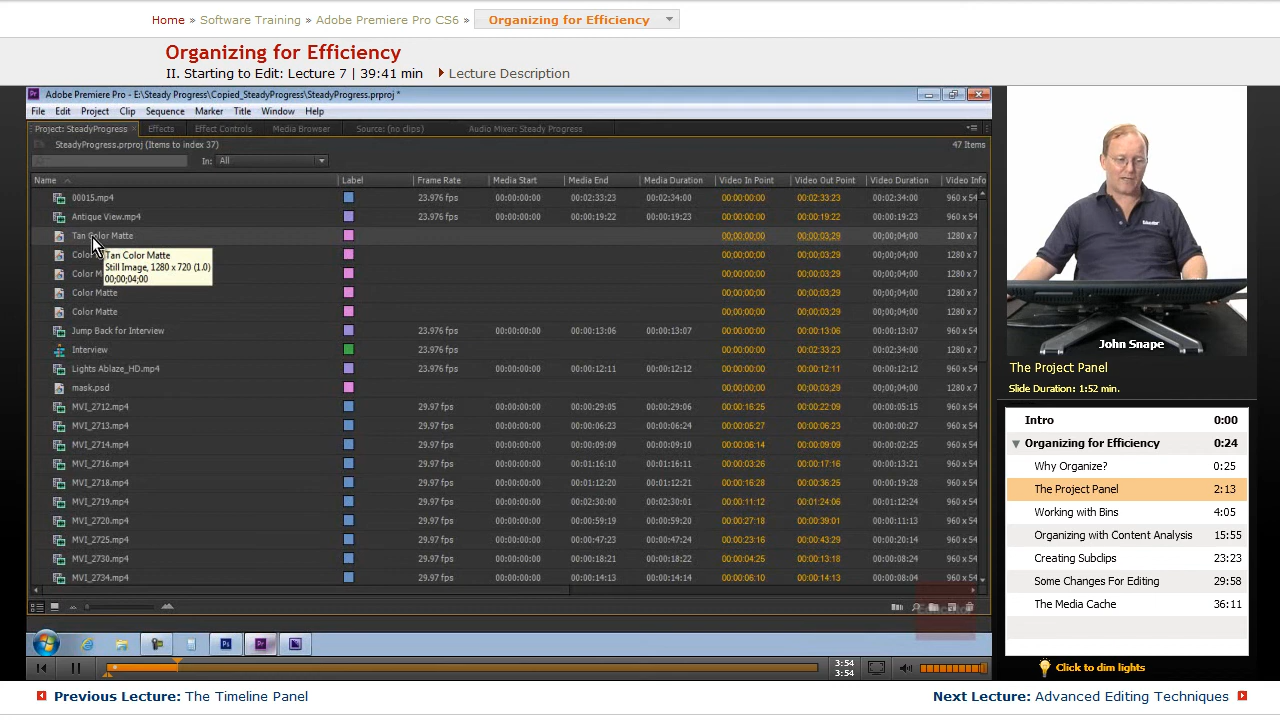 Home » Software Training » Adobe Premiere Pro CS6 » Organizing for Efficiency
Organizing for Efficiency
II. Starting to Edit: Lecture 7 | 39:41 min Lecture Description
Adobe Premiere Pro - E:\Steady Progress\Copied_SteadyProgress\SteadyProgress.prproj *
File Edit Project Clip Sequence Marker Title Window Help
Project: SteadyProgress Effects Effect Controls Media Browser Source: (no clips) Audio Mixer: Steady Progress
SteadyProgress.prproj (Items to index 37) 47 Items
In: All
Name Label Frame Rate Media Start Media End Media Duration Video In Point Video Out Point Video Duration Video Info
00015.mp4 23.976 fps 00:00:00:00 00:02:33:23 00:02:34:00 00:00:00:00 00:02:33:23 00:02:34:00 960 x 54
Antique View.mp4 23.976 fps 00:00:00:00 00:00:19:22 00:00:19:23 00:00:00:00 00:00:19:22 00:00:19:23 960 x 54
Tan Color Matte 00;00;00;00 00;00;03;29 00;00;04;00 1280 x 7
Colo 00;00;00;00 00;00;03;29 00;00;04;00 1280 x 7
Color M 00;00;00;00 00;00;03;29 00;00;04;00 1280 x 7
Tan Color Matte
Still Image, 1280 x 720 (1.0)
00;00;04;00
Color Matte 00;00;00;00 00;00;03;29 00;00;04;00 1280 x 7
Color Matte 00;00;00;00 00;00;03;29 00;00;04;00 1280 x 7
Jump Back for Interview 23.976 fps 00:00:00:00 00:00:13:06 00:00:13:07 00:00:00:00 00:00:13:06 00:00:13:07 960 x 54
Interview 23.976 fps 00:00:00:00 00:02:33:23 00:02:34:00 1280 x 7
Lights Ablaze_HD.mp4 23.976 fps 00:00:00:00 00:00:12:11 00:00:12:12 00:00:00:00 00:00:12:11 00:00:12:12 960 x 54
mask.psd 00;00;00;00 00;00;03;29 00;00;04;00 1280 x 7
MVI_2712.mp4 29.97 fps 00:00:00:00 00:00:29:05 00:00:29:06 00:00:16:25 00:00:22:09 00:00:05:15 960 x 54
MVI_2713.mp4 29.97 fps 00:00:00:00 00:00:06:23 00:00:06:24 00:00:05:27 00:00:06:23 00:00:00:27 960 x 54
MVI_2714.mp4 29.97 fps 00:00:00:00 00:00:09:09 00:00:09:10 00:00:06:14 00:00:09:09 00:00:02:25 960 x 54
MVI_2716.mp4 29.97 fps 00:00:00:00 00:01:16:10 00:01:16:11 00:00:03:26 00:00:17:16 00:00:13:21 960 x 54
MVI_2718.mp4 29.97 fps 00:00:00:00 00:01:12:20 00:01:12:21 00:00:16:28 00:00:36:25 00:00:19:28 960 x 54
MVI_2719.mp4 29.97 fps 00:00:00:00 00:02:30:00 00:02:30:01 00:00:11:12 00:01:24:06 00:01:12:24 960 x 54
MVI_2720.mp4 29.97 fps 00:00:00:00 00:00:59:19 00:00:59:20 00:00:27:18 00:00:39:01 00:00:11:13 960 x 54
MVI_2725.mp4 29.97 fps 00:00:00:00 00:00:47:23 00:00:47:24 00:00:23:16 00:00:43:29 00:00:20:14 960 x 54
MVI_2730.mp4 29.97 fps 00:00:00:00 00:00:18:21 00:00:18:22 00:00:04:25 00:00:13:18 00:00:08:24 960 x 54
MVI_2734.mp4 29.97 fps 00:00:00:00 00:00:14:13 00:00:14:14 00:00:06:10 00:00:14:13 00:00:08:04 960 x 54
3:54
3:54
John Snape
The Project Panel
Slide Duration: 1:52 min.
Intro 0:00
Organizing for Efficiency 0:24
Why Organize? 0:25
The Project Panel 2:13
Working with Bins 4:05
Organizing with Content Analysis 15:55
Creating Subclips 23:23
Some Changes For Editing 29:58
The Media Cache 36:11
Click to dim lights
Previous Lecture: The Timeline Panel
Next Lecture: Advanced Editing Techniques